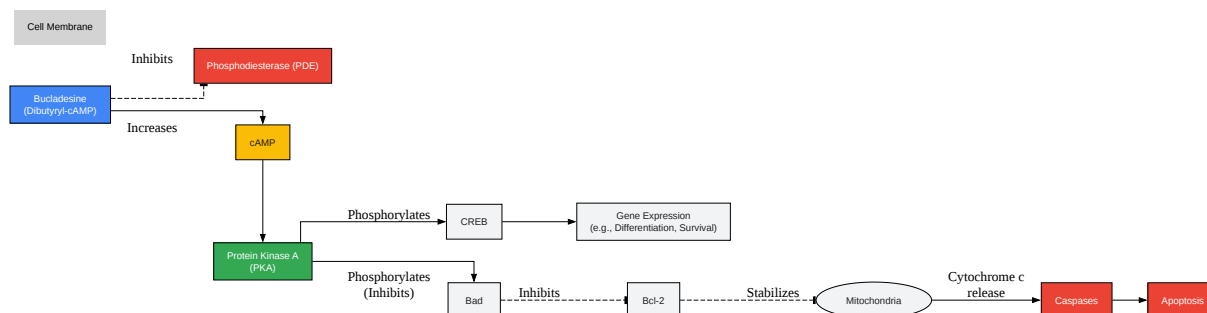 Cell Membrane
Inhibits
Phosphodiesterase (PDE)
Bucladesine
(Dibutyryl-cAMP)
Increases
cAMP
Phosphorylates
CREB
Gene Expression
(e.g., Differentiation, Survival)
Protein Kinase A
(PKA)
Phosphorylates
(Inhibits)
Bad
Inhibits
Bcl-2
Stabilizes
Mitochondria
Cytochrome c
release
Caspases
Apoptosis